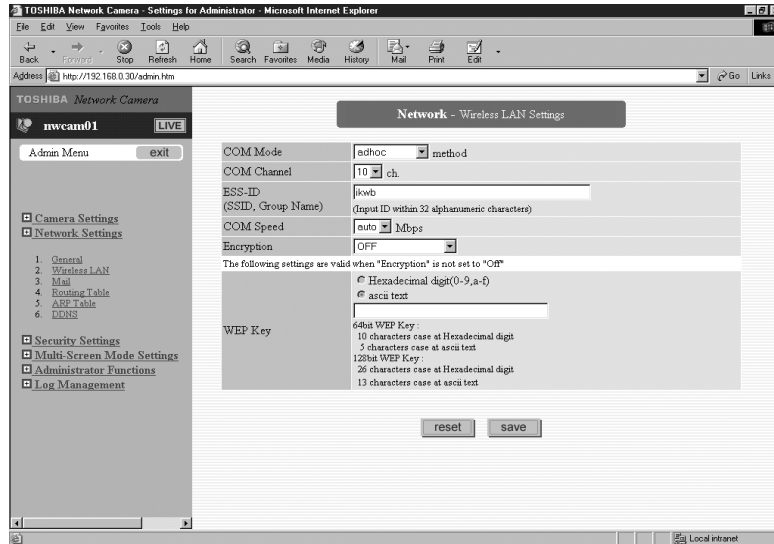 TOSHIBA Network Camera - Settings for Administrator - Microsoft Internet Explorer
File Edit View Favorites Tools Help
Back Forward Stop Refresh Home Search Favorites Media History Mail Print Edit
Address http://192.168.0.30/admin.htm Go Links
TOSHIBA Network Camera
nwcam01 LIVE
Admin Menu exit
Camera Settings
Network Settings
1. General
2. Wireless LAN
3. Mail
4. Routing Table
5. ARP Table
6. DDNS
Security Settings
Multi-Screen Mode Settings
Administrator Functions
Log Management
Network - Wireless LAN Settings
COM Mode adhoc method
COM Channel 10 ch.
ESS-ID
(SSID, Group Name)
ikwb
(Input ID within 32 alphanumeric characters)
COM Speed auto Mbps
Encryption OFF
The following settings are valid when "Encryption" is not set to "Off"
WEP Key
Hexadecimal digit(0-9,a-f)
ascii text
64bit WEP Key :
10 characters case at Hexadecimal digit
5 characters case at ascii text
128bit WEP Key :
26 characters case at Hexadecimal digit
13 characters case at ascii text
reset save
Local intranet